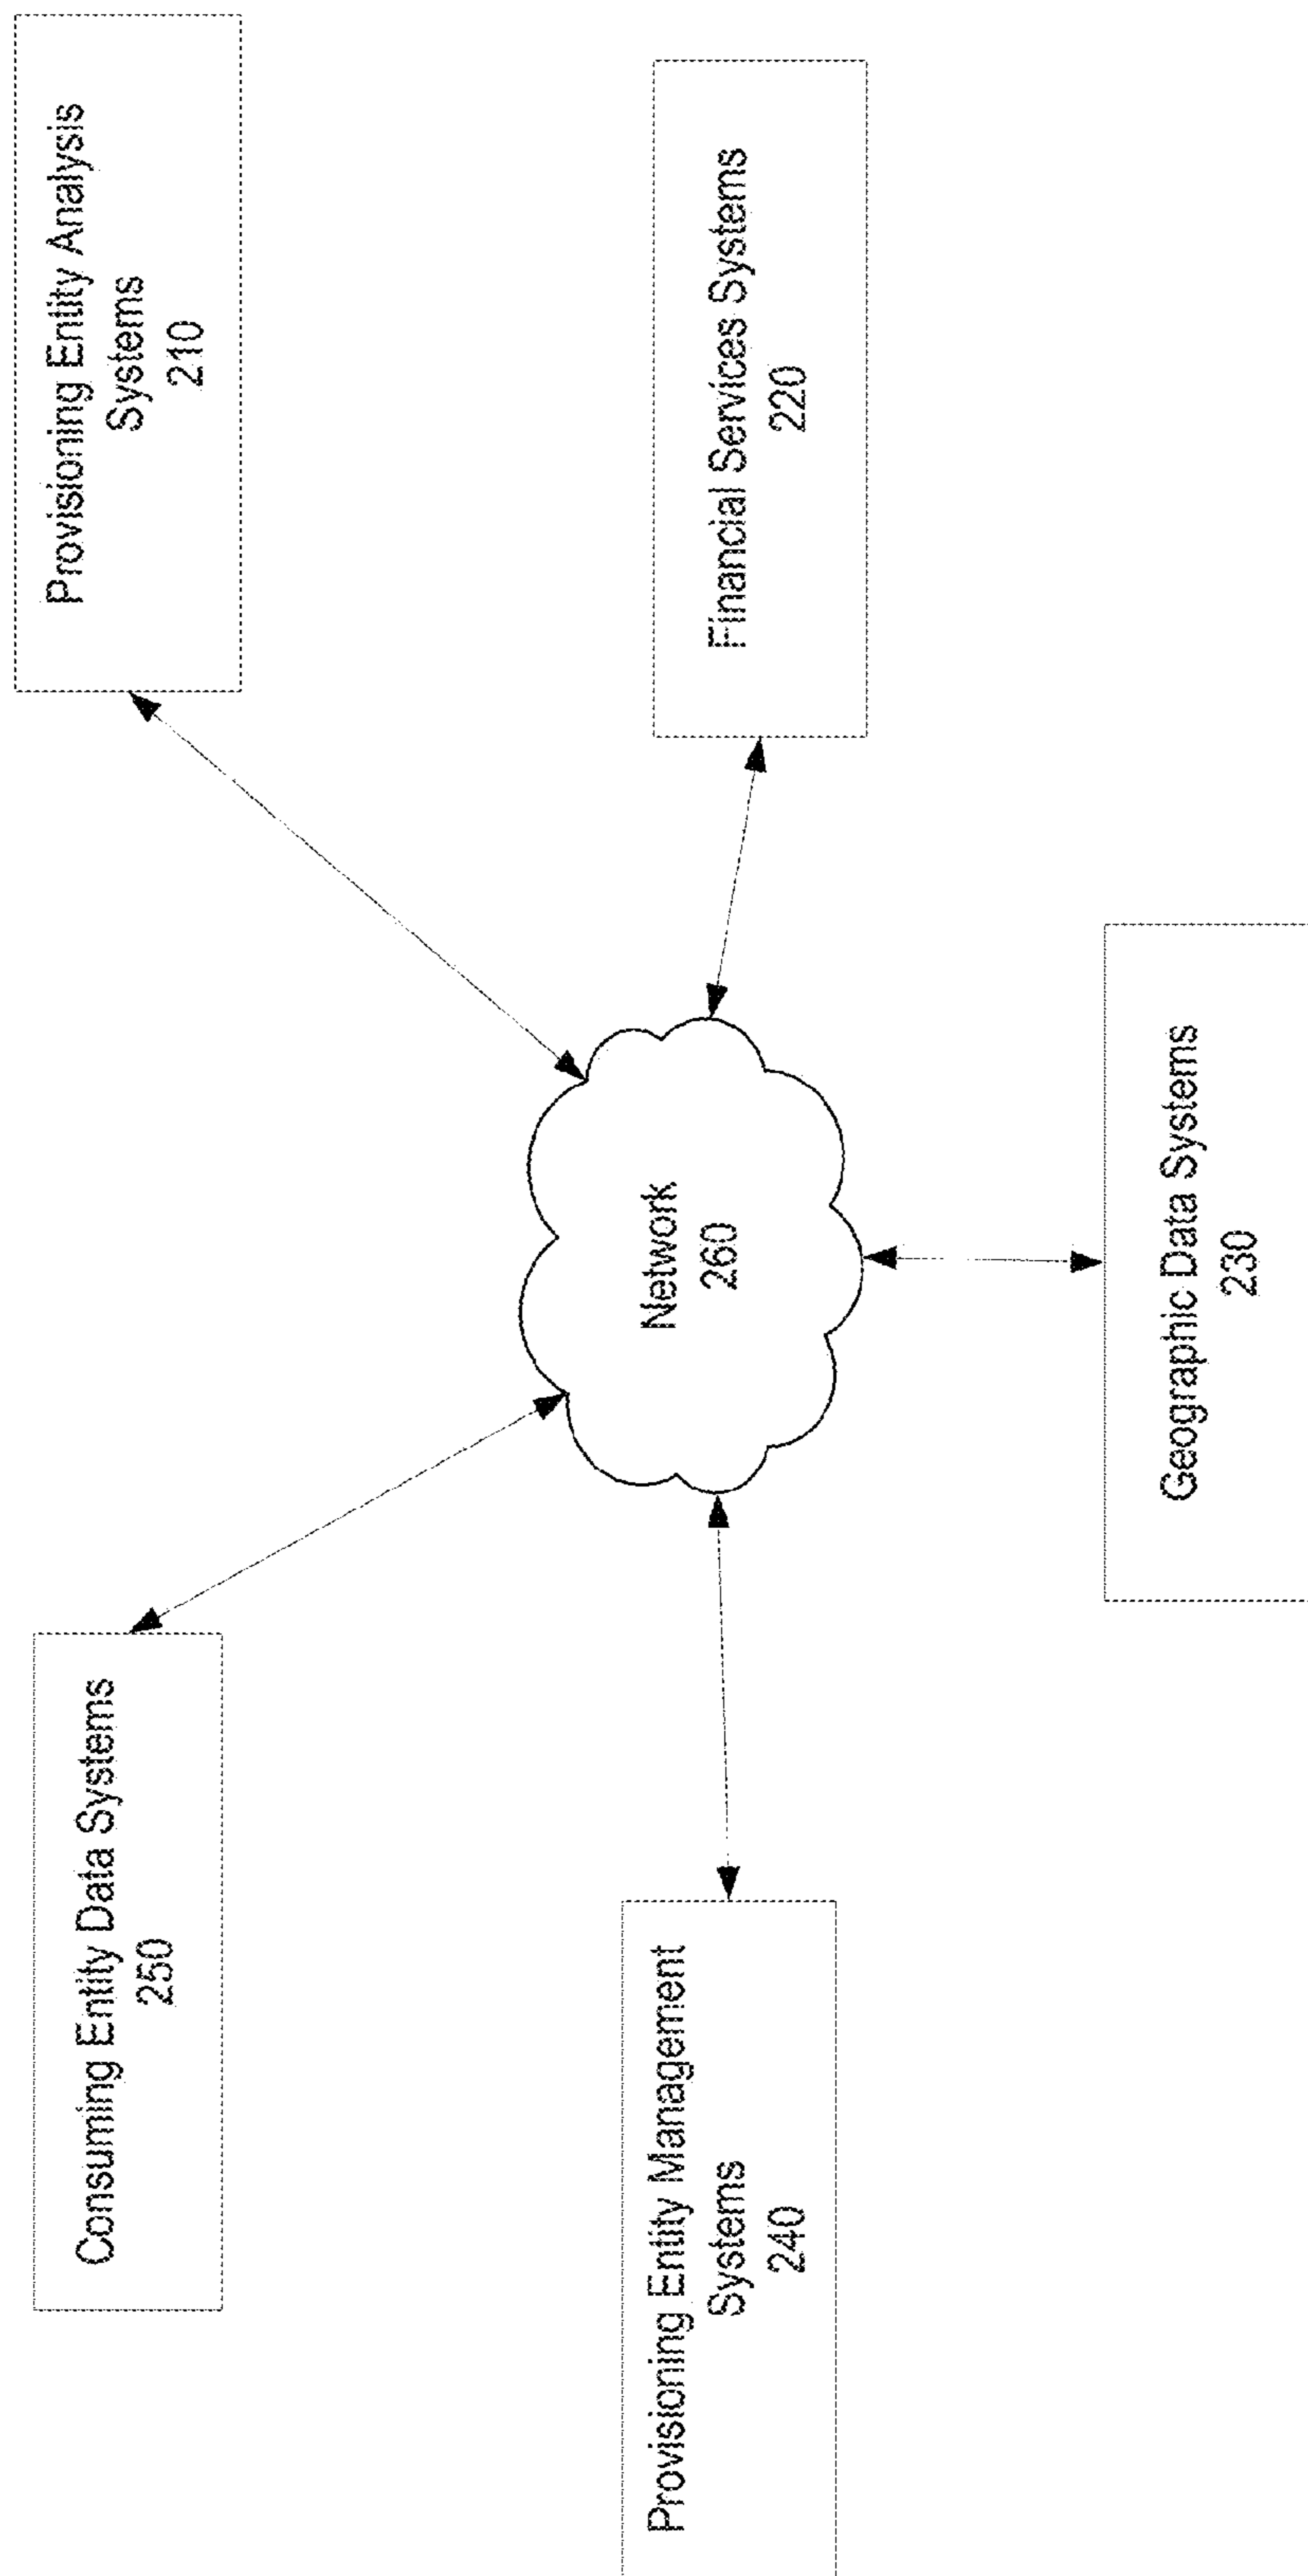 Consuming Entity Data Systems
250
Provisioning Entity Analysis
Systems
210
Provisioning Entity Management
Systems
240
Network
260
Financial Services Systems
220
Geographic Data Systems
230